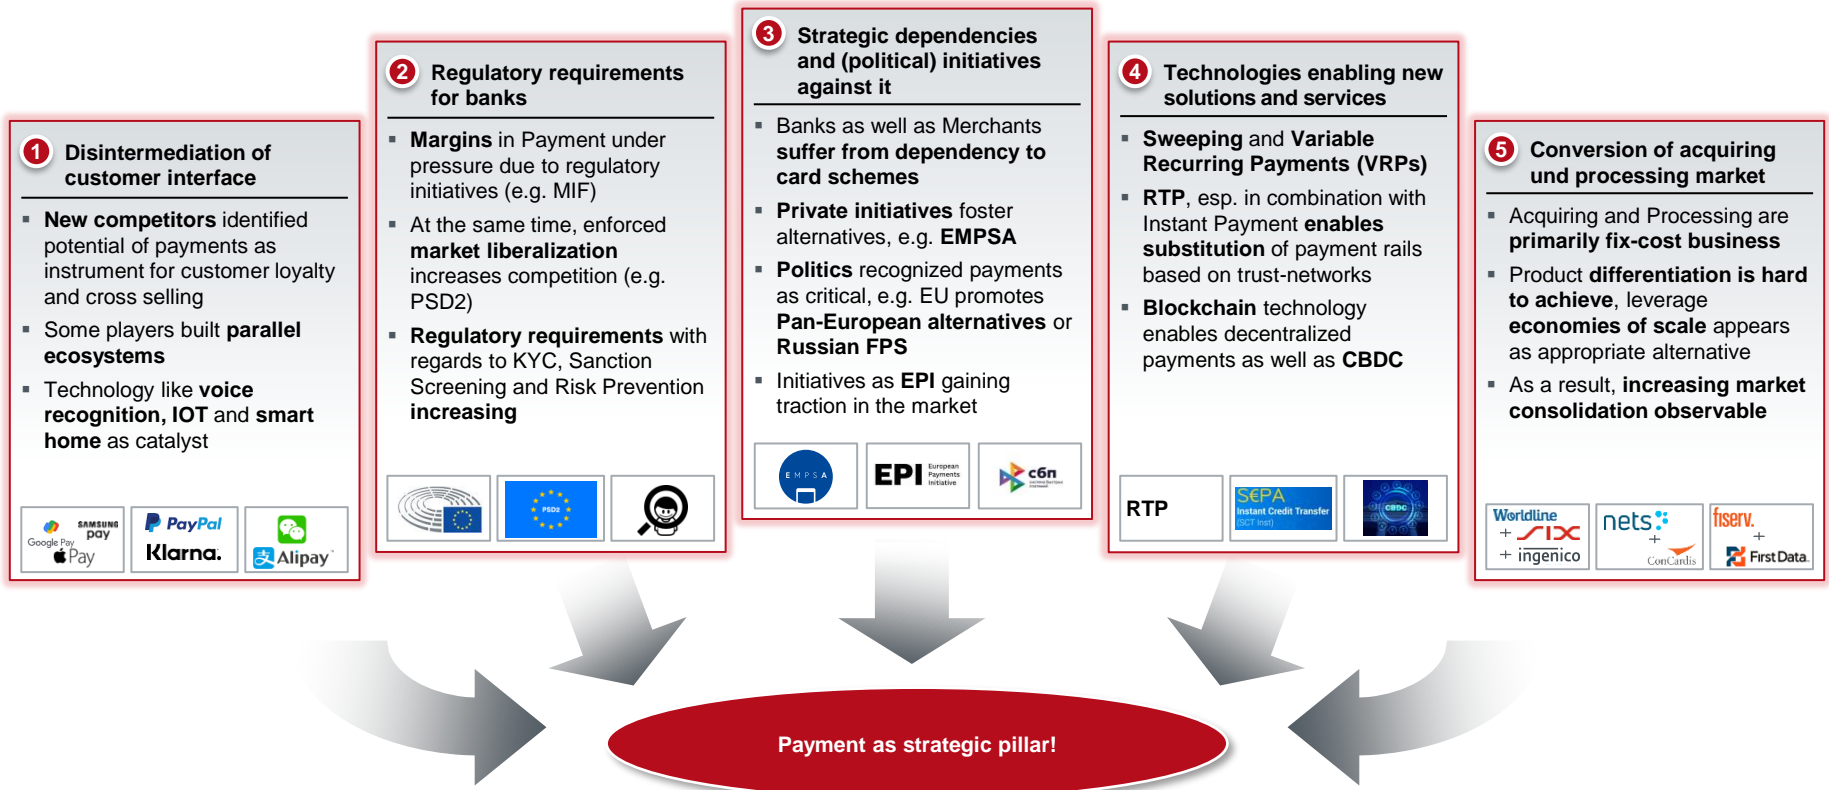 1
Disintermediation of
customer interface
New competitors identified
potential of payments as
instrument for customer loyalty
and cross selling
Some players built parallel
ecosystems
Technology like voice
recognition, IOT and smart
home as catalyst
SAMSUNG
pay
Google Pay
Pay
PayPal
Klarna.
Alipay
2
Regulatory requirements
for banks
Margins in Payment under
pressure due to regulatory
initiatives (e.g. MIF)
At the same time, enforced
market liberalization
increases competition (e.g.
PSD2)
Regulatory requirements with
regards to KYC, Sanction
Screening and Risk Prevention
increasing
PSD2
3
Strategic dependencies
and (political) initiatives
against it
Banks as well as Merchants
suffer from dependency to
card schemes
Private initiatives foster
alternatives, e.g. EMPSA
Politics recognized payments
as critical, e.g. EU promotes
Pan-European alternatives or
Russian FPS
Initiatives as EPI gaining
traction in the market
EMPSA
EPI
European
Payments
Initiative
сбп
4
Technologies enabling new
solutions and services
Sweeping and Variable
Recurring Payments (VRPs)
RTP, esp. in combination with
Instant Payment enables
substitution of payment rails
based on trust-networks
Blockchain technology
enables decentralized
payments as well as CBDC
RTP
S€PA
Instant Credit Transfer
(SCT Inst)
CBDC
5
Conversion of acquiring
und processing market
Acquiring and Processing are
primarily fix-cost business
Product differentiation is hard
to achieve, leverage
economies of scale appears
as appropriate alternative
As a result, increasing market
consolidation observable
Worldline
+ SIX
+ ingenico
nets
+
ConCardis
fiserv.
+
First Data.
Payment as strategic pillar!